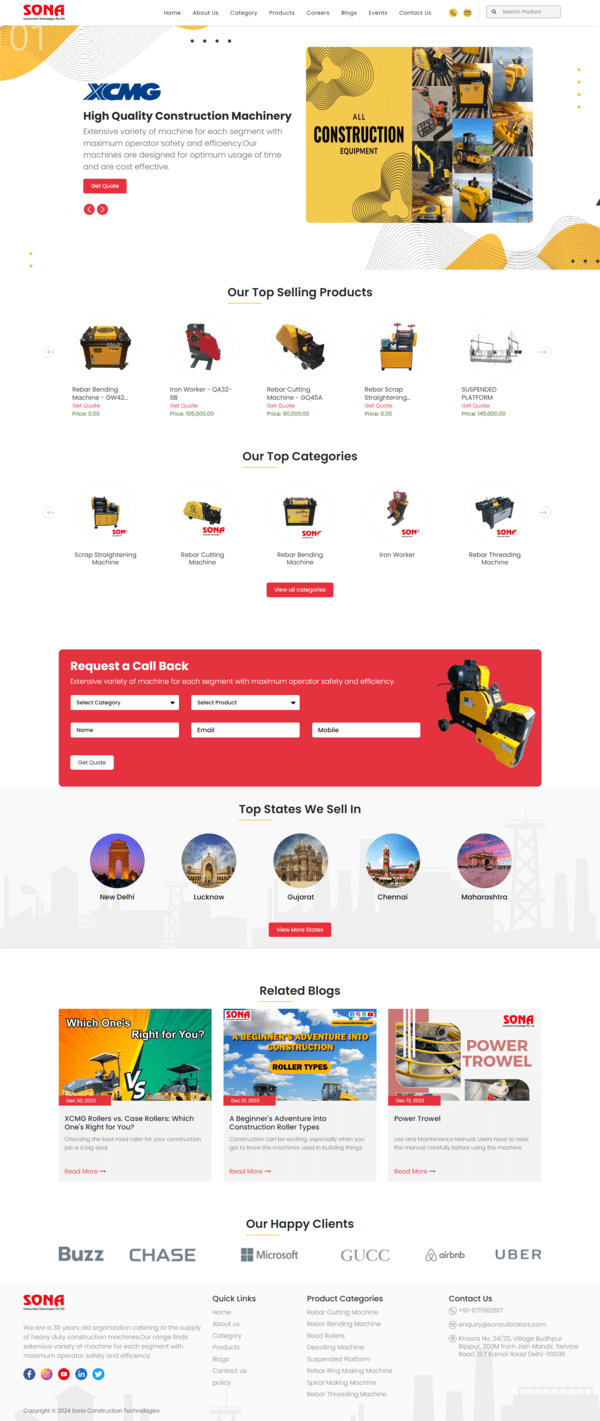 SONA
Construction Technologies Pvt. Ltd.
Home About Us Category Products Careers Blogs Events Contact Us
Search Product
01
XCMG
High Quality Construction Machinery
Extensive variety of machine for each segment with
maximum operator safety and efficiency.Our
machines are designed for optimum usage of time
and are cost effective.
Get Quote
ALL
CONSTRUCTION
EQUIPMENT
Our Top Selling Products
Rebar Bending
Machine - GW42...
Get Quote
Price: 0.00
Iron Worker - QA32-
8B
Get Quote
Price: 195,000.00
Rebar Cutting
Machine - GQ45A
Get Quote
Price: 60,000.00
Rebar Scrap
Straightening...
Get Quote
Price: 0.00
SUSPENDED
PLATFORM
Get Quote
Price: 145,000.00
Our Top Categories
SONA
SONA
SONA
SONA
SONA
Scrap Straightening
Machine
Rebar Cutting
Machine
Rebar Bending
Machine
Iron Worker
Rebar Threading
Machine
View all categories
Request a Call Back
Extensive variety of machine for each segment with maximum operator safety and efficiency.
Select Category
Select Product
Name
Email
Mobile
Get Quote
Top States We Sell In
New Delhi
Lucknow
Gujarat
Chennai
Maharashtra
View More States
Related Blogs
Which One's
Right for You?
VS
Dec 30, 2023
XCMG Rollers vs. Case Rollers: Which
One's Right for You?
Choosing the best road roller for your construction
job is a big deal.
Read More
SONA
www.sonavibrators.com
A BEGINNER'S ADVENTURE INTO
CONSTRUCTION
ROLLER TYPES
Dec 01, 2023
A Beginner's Adventure into
Construction Roller Types
Construction can be exciting, especially when you
get to know the machines used in building things.
Read More
SONA
Construction Technologies Pvt. Ltd.
POWER
TROWEL
Dec 12, 2023
Power Trowel
Use and Maintenance Manual: Users have to read
the manual carefully before using the machine.
Read More
Our Happy Clients
Buzz
CHASE
Microsoft
GUCC
airbnb
UBER
SONA
Construction Technologies Pvt. Ltd.
We are a 30 years old organization catering to the supply
of heavy duty construction machines.Our range finds
extensive variety of machine for each segment with
maximum operator safety and efficiency.
Quick Links
Home
About us
Category
Products
Blogs
Contact us
policy
Product Categories
Rebar Cutting Machine
Rebar Bending Machine
Road Rollers
Decoiling Machine
Suspended Platform
Rebar Ring Making Machine
Spiral Making Machine
Rebar Threading Machine
Contact Us
+91-9711992617
enquiry@sonavibrators.com
Khasra No. 24/20, Village Budhpur
Bijapur, 300M from Jain Mandir, Service
Road, G.T Karnal Road Delhi-110036
Copyright © 2024 Sona Construction Technologies